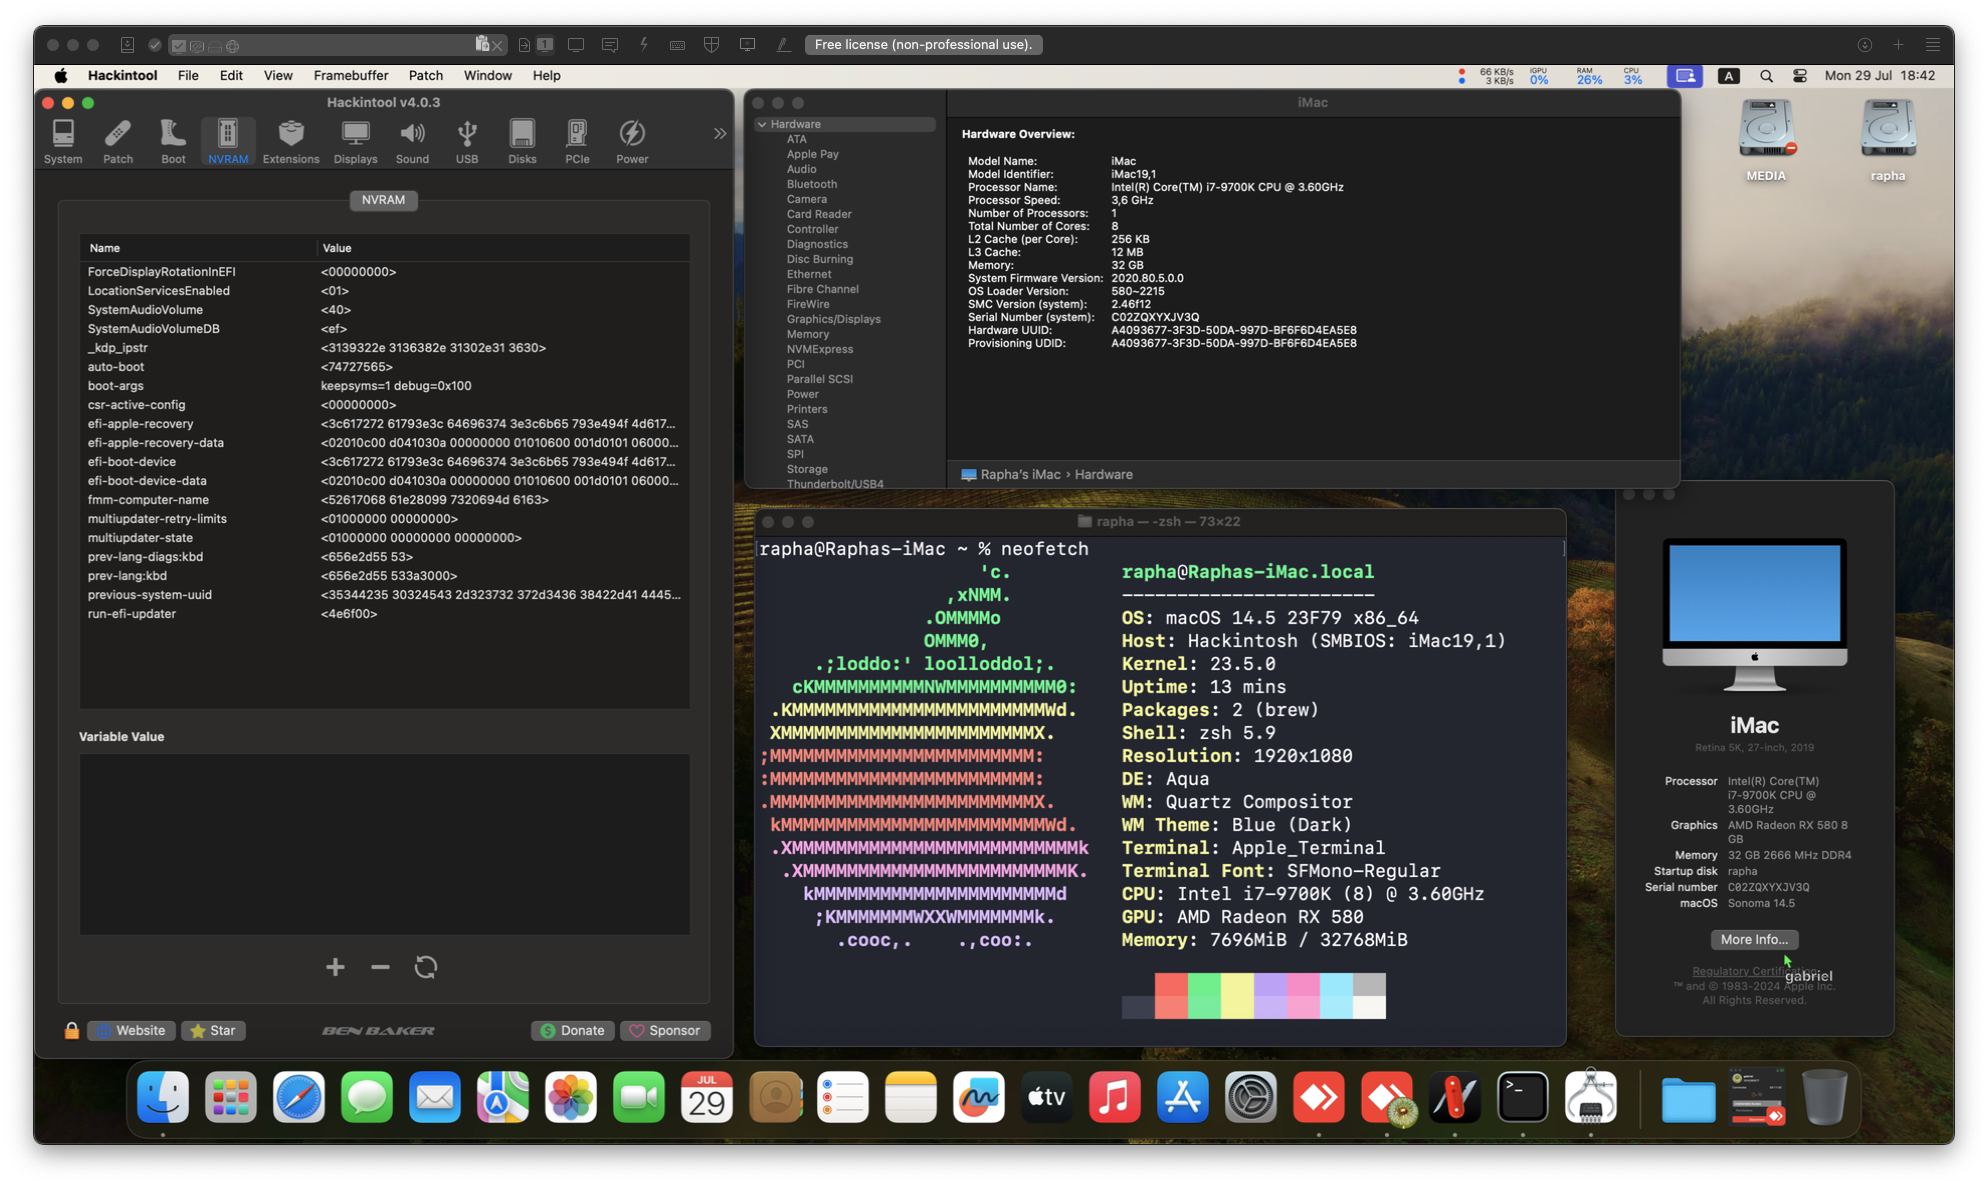 Free license (non-professional use).
Hackintool File Edit View Framebuffer Patch Window Help
66 KB/s
3 KB/s
iGPU
0%
RAM
26%
CPU
3%
A
Mon 29 Jul 18:42
Hackintool v4.0.3
System Patch Boot NVRAM Extensions Displays Sound USB Disks PCIe Power
NVRAM
Name Value
ForceDisplayRotationInEFI <00000000>
LocationServicesEnabled <01>
SystemAudioVolume <40>
SystemAudioVolumeDB <ef>
_kdp_ipstr <3139322e 3136382e 31302e31 3630>
auto-boot <74727565>
boot-args keepsyms=1 debug=0x100
csr-active-config <00000000>
efi-apple-recovery <3c617272 61793e3c 64696374 3e3c6b65 793e494f 4d617...
efi-apple-recovery-data <02010c00 d041030a 00000000 01010600 001d0101 06000...
efi-boot-device <3c617272 61793e3c 64696374 3e3c6b65 793e494f 4d617...
efi-boot-device-data <02010c00 d041030a 00000000 01010600 001d0101 06000...
fmm-computer-name <52617068 61e28099 7320694d 6163>
multiupdater-retry-limits <01000000 00000000>
multiupdater-state <01000000 00000000 00000000>
prev-lang-diags:kbd <656e2d55 53>
prev-lang:kbd <656e2d55 533a3000>
previous-system-uuid <35344235 30324543 2d323732 372d3436 38422d41 4445...
run-efi-updater <4e6f00>
Variable Value
Website Star BEN BAKER Donate Sponsor
iMac
Hardware
ATA
Apple Pay
Audio
Bluetooth
Camera
Card Reader
Controller
Diagnostics
Disc Burning
Ethernet
Fibre Channel
FireWire
Graphics/Displays
Memory
NVMExpress
PCI
Parallel SCSI
Power
Printers
SAS
SATA
SPI
Storage
Thunderbolt/USB4
Hardware Overview:
Model Name: iMac
Model Identifier: iMac19,1
Processor Name: Intel(R) Core(TM) i7-9700K CPU @ 3.60GHz
Processor Speed: 3,6 GHz
Number of Processors: 1
Total Number of Cores: 8
L2 Cache (per Core): 256 KB
L3 Cache: 12 MB
Memory: 32 GB
System Firmware Version: 2020.80.5.0.0
OS Loader Version: 580~2215
SMC Version (system): 2.46f12
Serial Number (system): C02ZQXYXJV3Q
Hardware UUID: A4093677-3F3D-50DA-997D-BF6F6D4EA5E8
Provisioning UDID: A4093677-3F3D-50DA-997D-BF6F6D4EA5E8
Rapha's iMac › Hardware
MEDIA
rapha
rapha — -zsh — 73×22
rapha@Raphas-iMac ~ % neofetch
'c.
,xNMM.
.OMMMMo
OMMM0,
.;loddo:' loolloddol;.
cKMMMMMMMMMMNWMMMMMMMMMM0:
.KMMMMMMMMMMMMMMMMMMMMMMMWd.
XMMMMMMMMMMMMMMMMMMMMMMMX.
;MMMMMMMMMMMMMMMMMMMMMMMM:
:MMMMMMMMMMMMMMMMMMMMMMMM:
.MMMMMMMMMMMMMMMMMMMMMMMMX.
kMMMMMMMMMMMMMMMMMMMMMMMMWd.
.XMMMMMMMMMMMMMMMMMMMMMMMMMMk
.XMMMMMMMMMMMMMMMMMMMMMMMMK.
kMMMMMMMMMMMMMMMMMMMMMMd
;KMMMMMMMWXXWMMMMMMMk.
.cooc,. .,coo:.
rapha@Raphas-iMac.local
-----------------------
OS: macOS 14.5 23F79 x86_64
Host: Hackintosh (SMBIOS: iMac19,1)
Kernel: 23.5.0
Uptime: 13 mins
Packages: 2 (brew)
Shell: zsh 5.9
Resolution: 1920x1080
DE: Aqua
WM: Quartz Compositor
WM Theme: Blue (Dark)
Terminal: Apple_Terminal
Terminal Font: SFMono-Regular
CPU: Intel i7-9700K (8) @ 3.60GHz
GPU: AMD Radeon RX 580
Memory: 7696MiB / 32768MiB
iMac
Retina 5K, 27-inch, 2019
Processor Intel(R) Core(TM)
i7-9700K CPU @
3.60GHz
Graphics AMD Radeon RX 580 8
GB
Memory 32 GB 2666 MHz DDR4
Startup disk rapha
Serial number C02ZQXYXJV3Q
macOS Sonoma 14.5
More Info...
Regulatory
gabriel
™ and © 1983-2024 Apple Inc.
All Rights Reserved.
JUL
29
tv